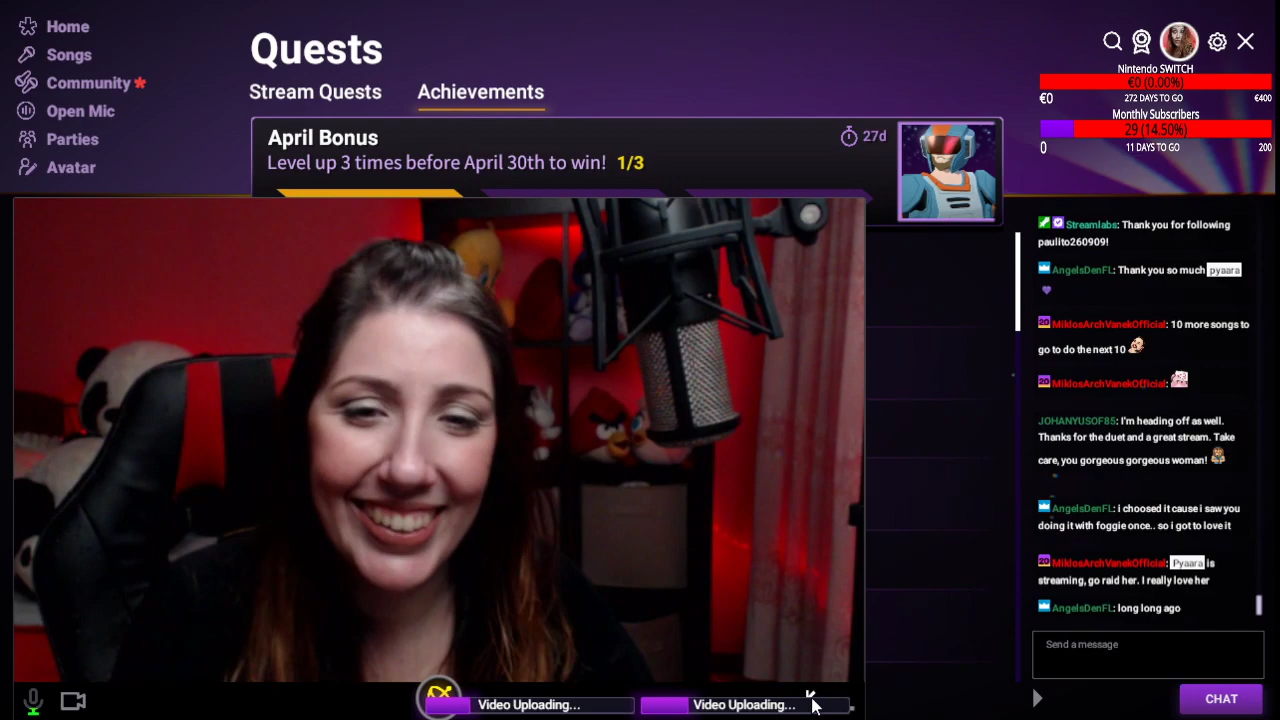 Home
Songs
Community *
Open Mic
Parties
Avatar
Quests
Stream Quests
Achievements
April Bonus
27d
Level up 3 times before April 30th to win! 1/3
Nintendo SWITCH
€0 (0.00%)
€0
272 DAYS TO GO
€400
Monthly Subscribers
29 (14.50%)
0
11 DAYS TO GO
200
Streamlabs: Thank you for following
paulito260909!
AngelsDenFL: Thank you so much pyaara
20 MiklosArchVanekOfficial: 10 more songs to
go to do the next 10
20 MiklosArchVanekOfficial:
JOHANYUSOF85: I'm heading off as well.
Thanks for the duet and a great stream. Take
care, you gorgeous gorgeous woman!
AngelsDenFL: i choosed it cause i saw you
doing it with foggie once.. so i got to love it
20 MiklosArchVanekOfficial: Pyaara is
streaming, go raid her. I really love her
AngelsDenFL: long long ago
Send a message
CHAT
Video Uploading...
Video Uploading...